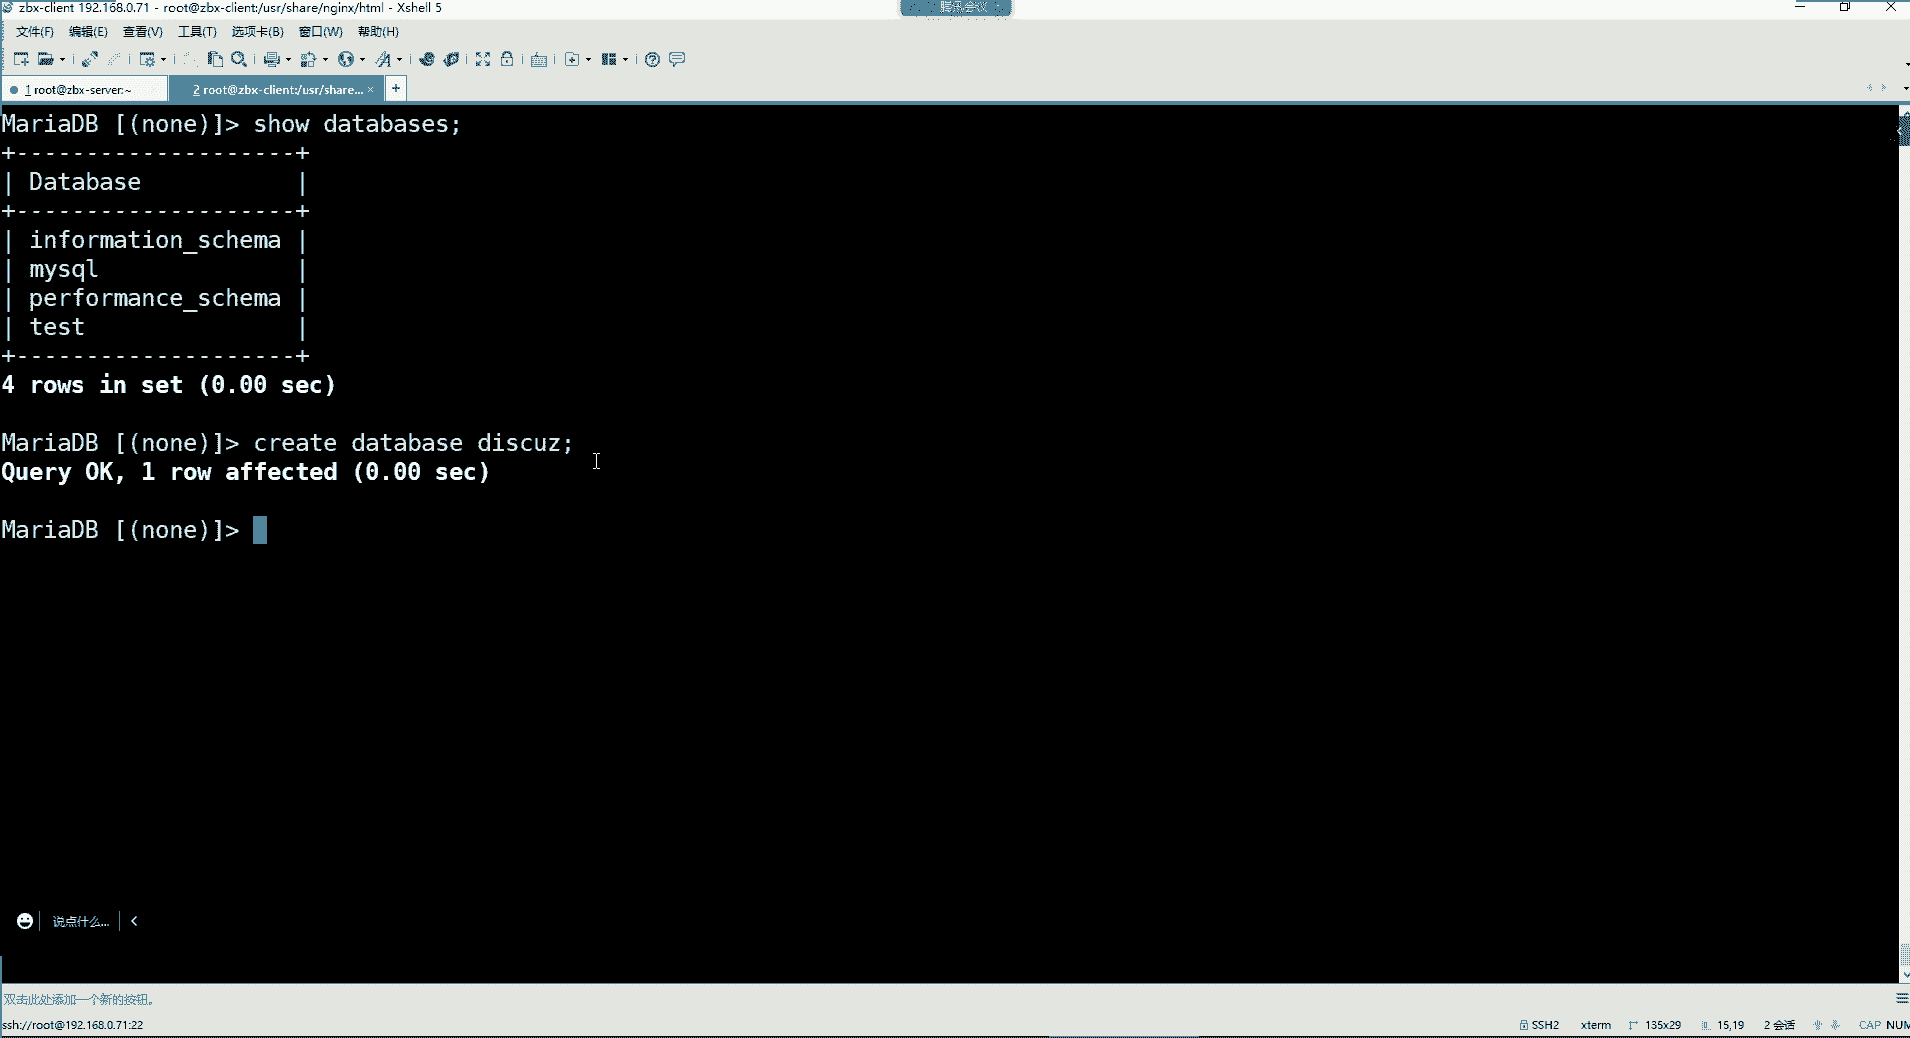 zbx-client 192.168.0.71 - root@zbx-client:/usr/share/nginx/html - Xshell 5
腾讯会议
文件(F) 编辑(E) 查看(V) 工具(T) 选项卡(B) 窗口(W) 帮助(H)
1 root@zbx-server:~ 2 root@zbx-client:/usr/share... × +
MariaDB [(none)]> show databases;
+--------------------+
| Database           |
+--------------------+
| information_schema |
| mysql              |
| performance_schema |
| test               |
+--------------------+
4 rows in set (0.00 sec)
MariaDB [(none)]> create database discuz;
Query OK, 1 row affected (0.00 sec)
MariaDB [(none)]>
说点什么...
双击此处添加一个新的按钮。
ssh://root@192.168.0.71:22 SSH2 xterm 135x29 15,19 2 会话 CAP NUM